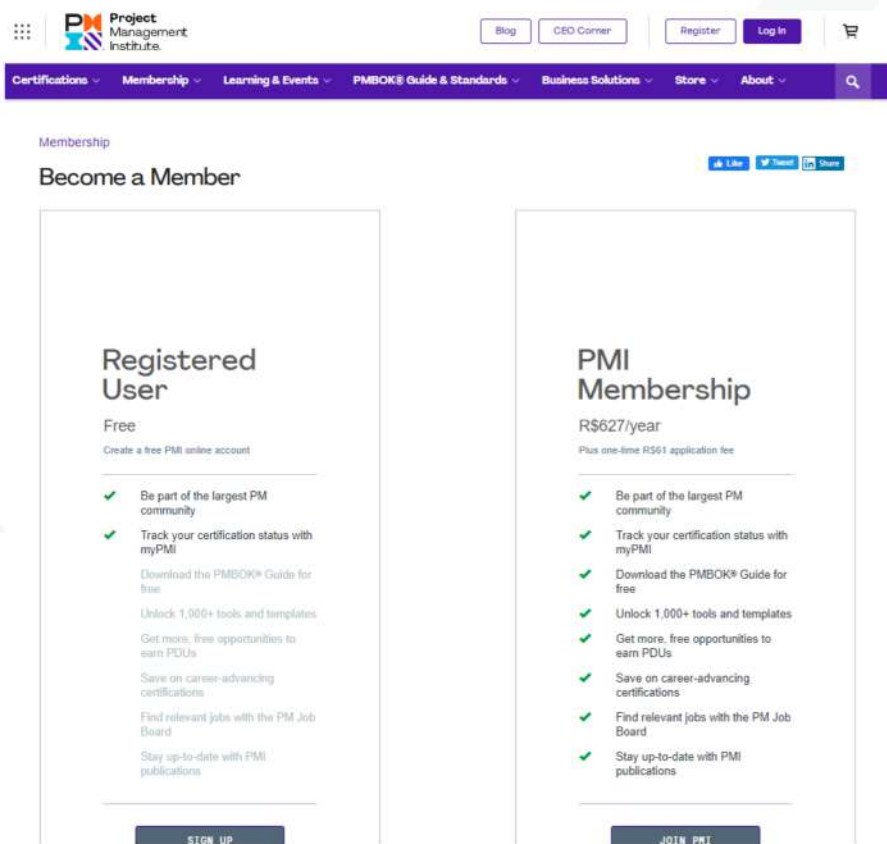 Project
Management
Institute.
Blog
CEO Corner
Register
Log In
Certifications
Membership
Learning & Events
PMBOK® Guide & Standards
Business Solutions
Store
About
Membership
Like
Tweet
in Share
Become a Member
Registered
User
Free
Create a free PMI online account
Be part of the largest PM
community
Track your certification status with
myPMI
Download the PMBOK® Guide for
free
Unlock 1,000+ tools and templates
Get more, free opportunities to
earn PDUs
Save on career-advancing
certifications
Find relevant jobs with the PM Job
Board
Stay up-to-date with PMI
publications
SIGN UP
PMI
Membership
R$627/year
Plus one-time R$61 application fee
Be part of the largest PM
community
Track your certification status with
myPMI
Download the PMBOK® Guide for
free
Unlock 1,000+ tools and templates
Get more, free opportunities to
earn PDUs
Save on career-advancing
certifications
Find relevant jobs with the PM Job
Board
Stay up-to-date with PMI
publications
JOIN PMI